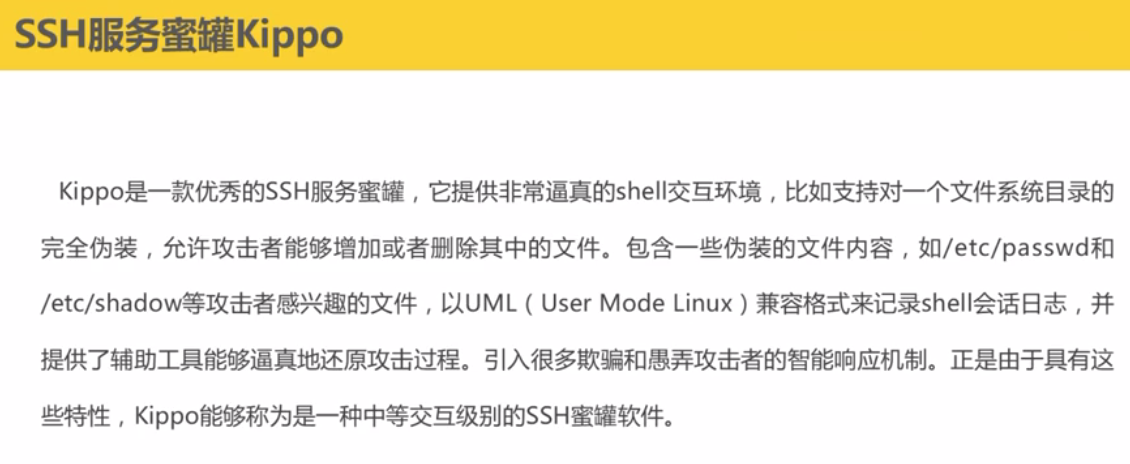 SSH服务蜜罐Kippo
Kippo是一款优秀的SSH服务蜜罐，它提供非常逼真的shell交互环境，比如支持对一个文件系统目录的
完全伪装，允许攻击者能够增加或者删除其中的文件。包含一些伪装的文件内容，如/etc/passwd和
/etc/shadow等攻击者感兴趣的文件，以UML（User Mode Linux）兼容格式来记录shell会话日志，并
提供了辅助工具能够逼真地还原攻击过程。引入很多欺骗和愚弄攻击者的智能响应机制。正是由于具有这
些特性，Kippo能够称为是一种中等交互级别的SSH蜜罐软件。